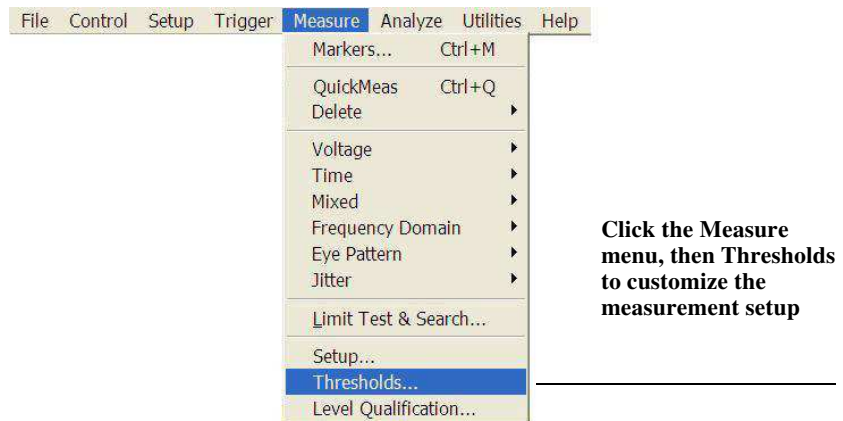 File Control Setup Trigger Measure Analyze Utilities Help
Markers... Ctrl+M
QuickMeas Ctrl+Q
Delete
Voltage
Time
Mixed
Frequency Domain
Eye Pattern
Jitter
Limit Test & Search...
Setup...
Thresholds...
Level Qualification...
Click the Measure
menu, then Thresholds
to customize the
measurement setup